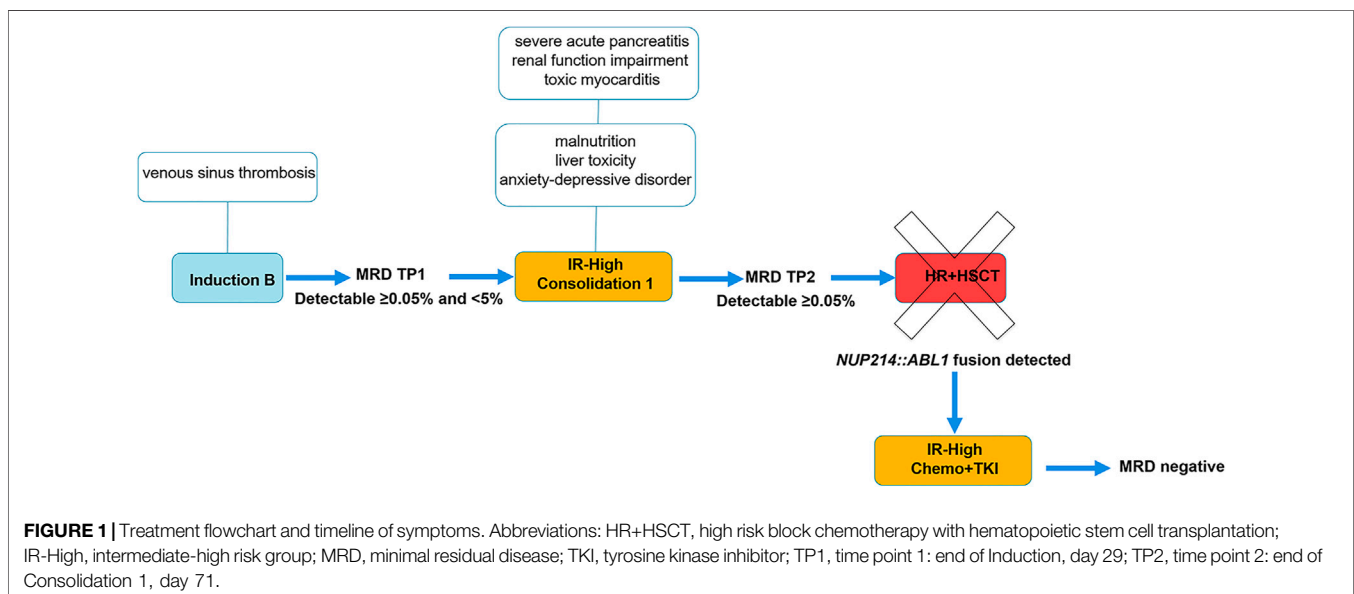 severe acute pancreatitis
renal function impairment
toxic myocarditis
malnutrition
liver toxicity
anxiety-depressive disorder
venous sinus thrombosis
Induction B
MRD TP1
Detectable ≥0.05% and <5%
IR-High
Consolidation 1
MRD TP2
Detectable ≥0.05%
HR+HSCT
NUP214::ABL1 fusion detected
IR-High
Chemo+TKI
MRD negative
FIGURE 1 | Treatment flowchart and timeline of symptoms. Abbreviations: HR+HSCT, high risk block chemotherapy with hematopoietic stem cell transplantation;
IR-High, intermediate-high risk group; MRD, minimal residual disease; TKI, tyrosine kinase inhibitor; TP1, time point 1: end of Induction, day 29; TP2, time point 2: end of
Consolidation 1, day 71.